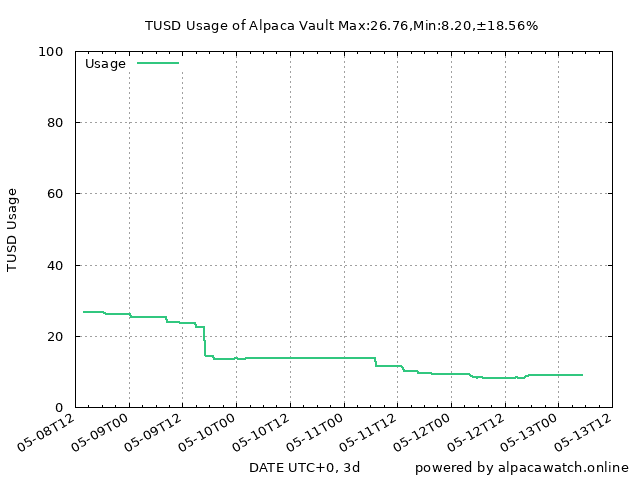 TUSD Usage of Alpaca Vault Max:26.76,Min:8.20,±18.56%
Usage
TUSD Usage
100
80
60
40
20
0
05-08T12
05-09T00
05-09T12
05-10T00
05-10T12
05-11T00
05-11T12
05-12T00
05-12T12
05-13T00
05-13T12
DATE UTC+0, 3d
powered by alpacawatch.online